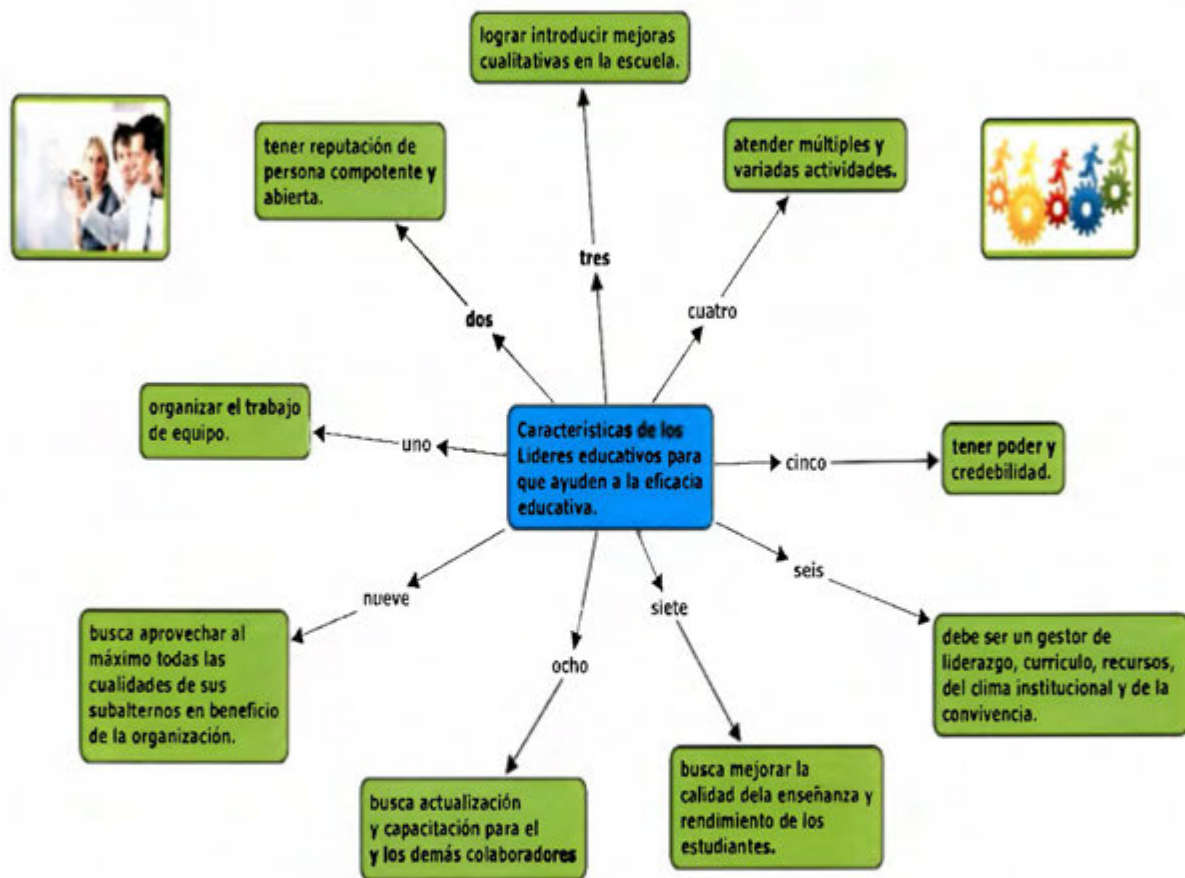 lograr introducir mejoras
cualitativas en la escuela.
tener reputación de
persona compotente y
abierta.
atender múltiples y
variadas actividades.
tres
cuatro
dos
organizar el trabajo
de equipo.
uno
Características de los
Lideres educativos para
que ayuden a la eficacia
educativa.
cinco
tener poder y
credibilidad.
seis
nueve
siete
ocho
busca aprovechar al
máximo todas las
cualidades de sus
subalternos en beneficio
de la organización.
debe ser un gestor de
liderazgo, curriculo, recursos,
del clima institucional y de la
convivencia.
busca actualización
y capacitación para el
y los demás colaboradores
busca mejorar la
calidad dela enseñanza y
rendimiento de los
estudiantes.